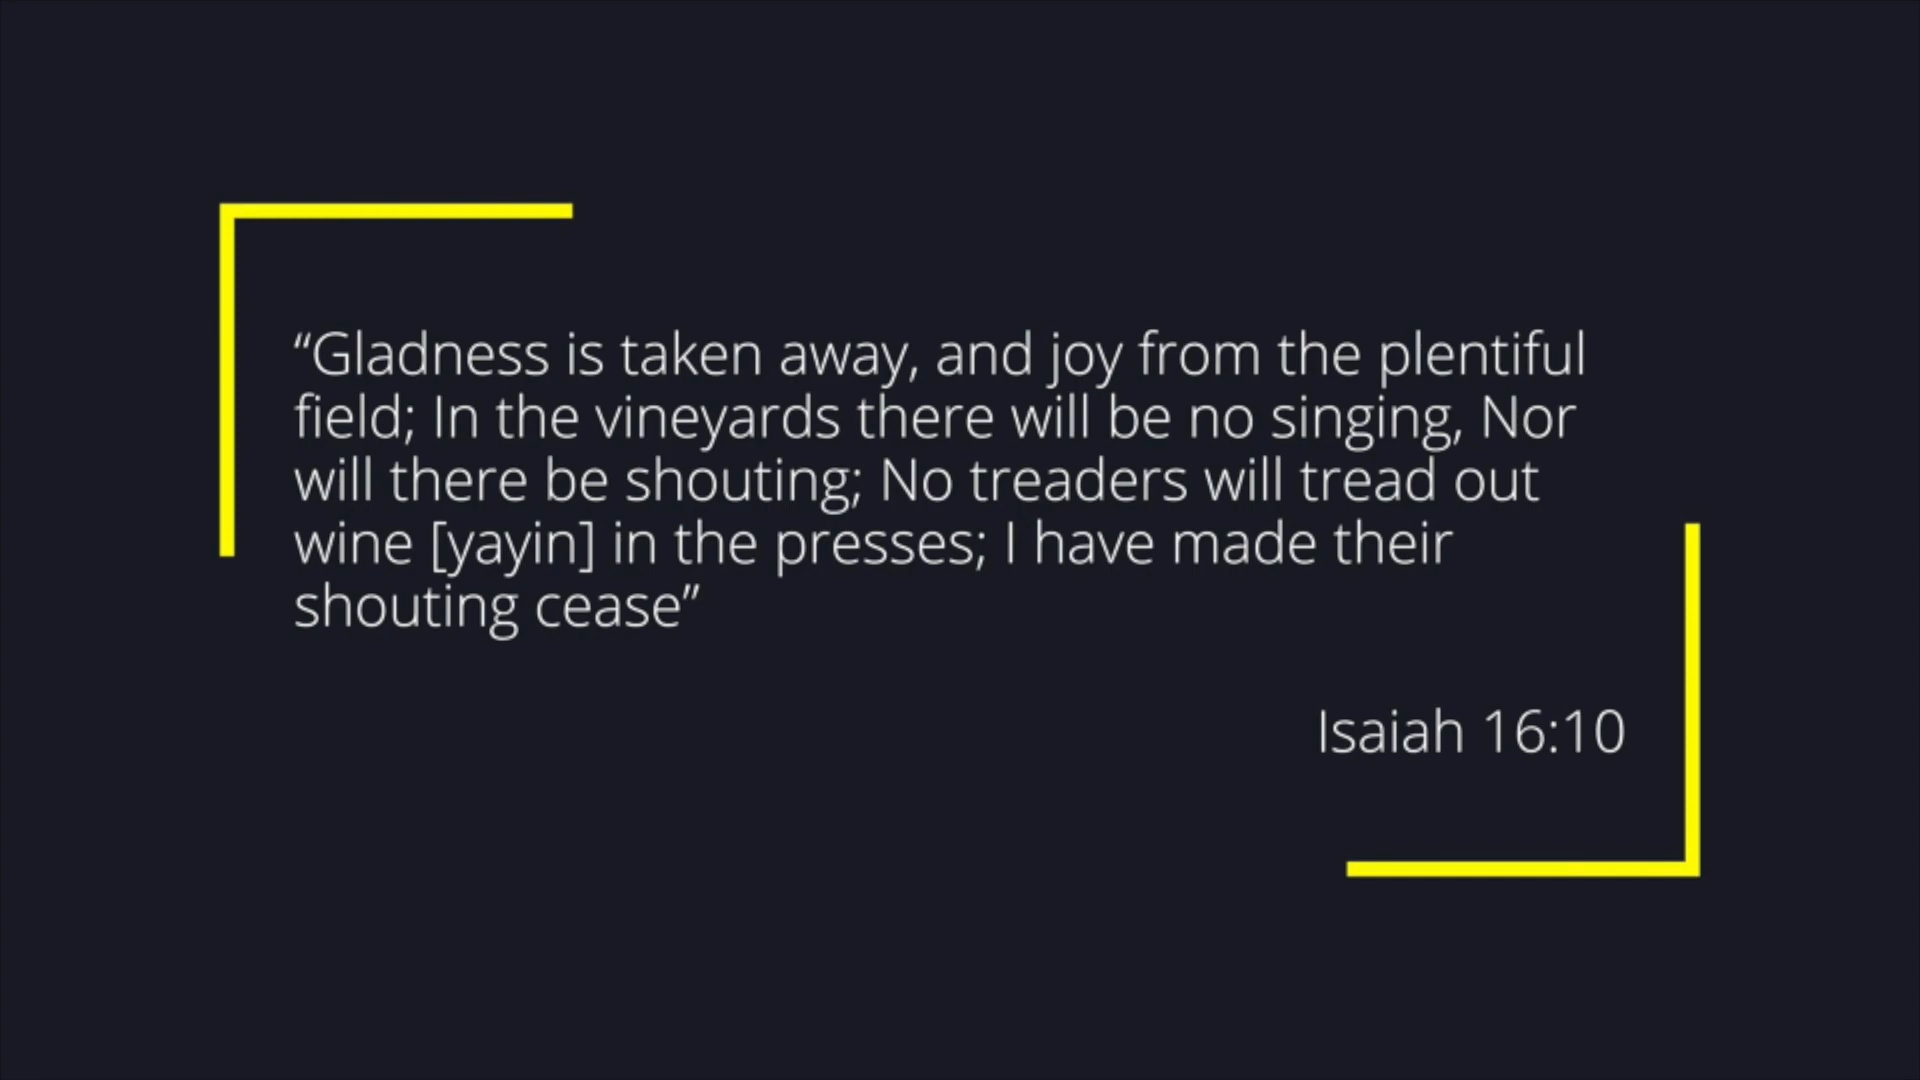 “Gladness is taken away, and joy from the plentiful
field; In the vineyards there will be no singing, Nor
will there be shouting; No treaders will tread out
wine [yayin] in the presses; I have made their
shouting cease”
Isaiah 16:10